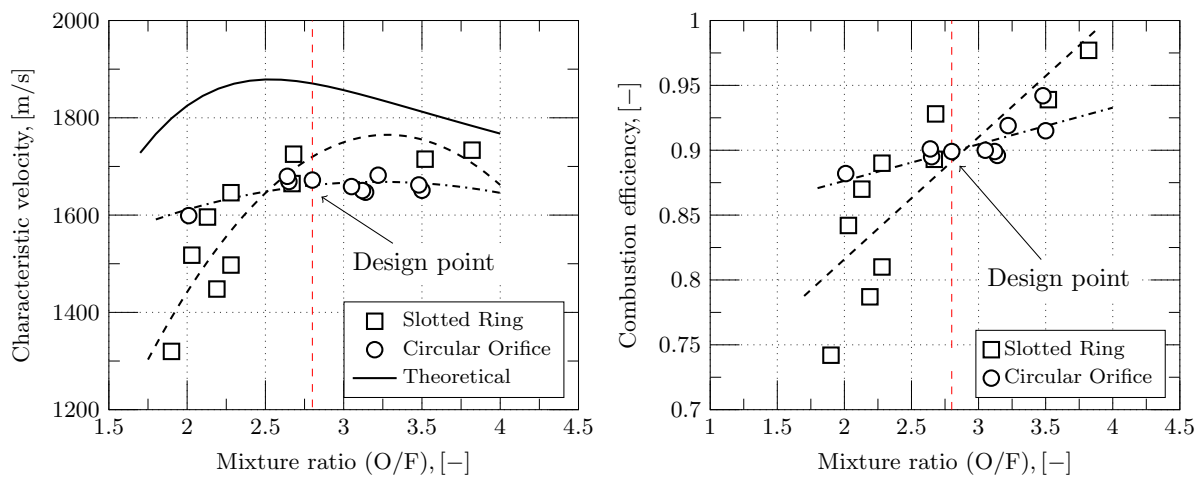 2000
1800
1600
1400
1200
1.5 2 2.5 3 3.5 4 4.5
Characteristic velocity, [m/s]
Mixture ratio (O/F), [−]
Design point
Slotted Ring
Circular Orifice
Theoretical
1
0.95
0.9
0.85
0.8
0.75
0.7
1 1.5 2 2.5 3 3.5 4 4.5
Combustion efficiency, [−]
Mixture ratio (O/F), [−]
Design point
Slotted Ring
Circular Orifice